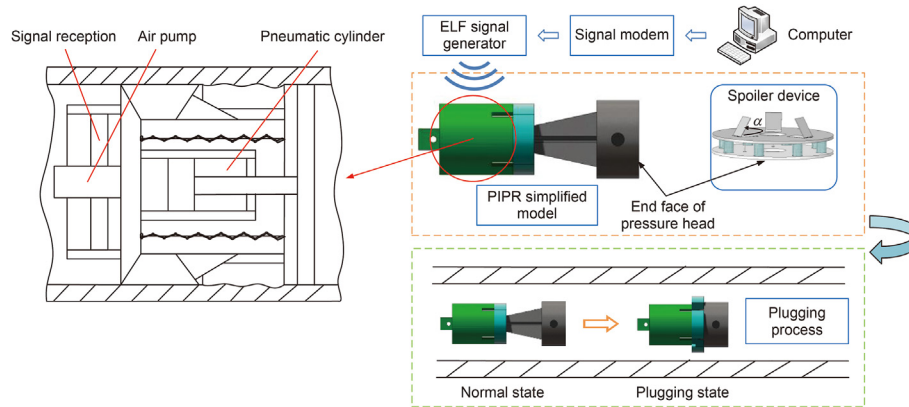 Signal reception
Air pump
Pneumatic cylinder
ELF signal
generator
Signal modem
Computer
Spoiler device
α
PIPR simplified
model
End face of
pressure head
Plugging
process
Normal state
Plugging state